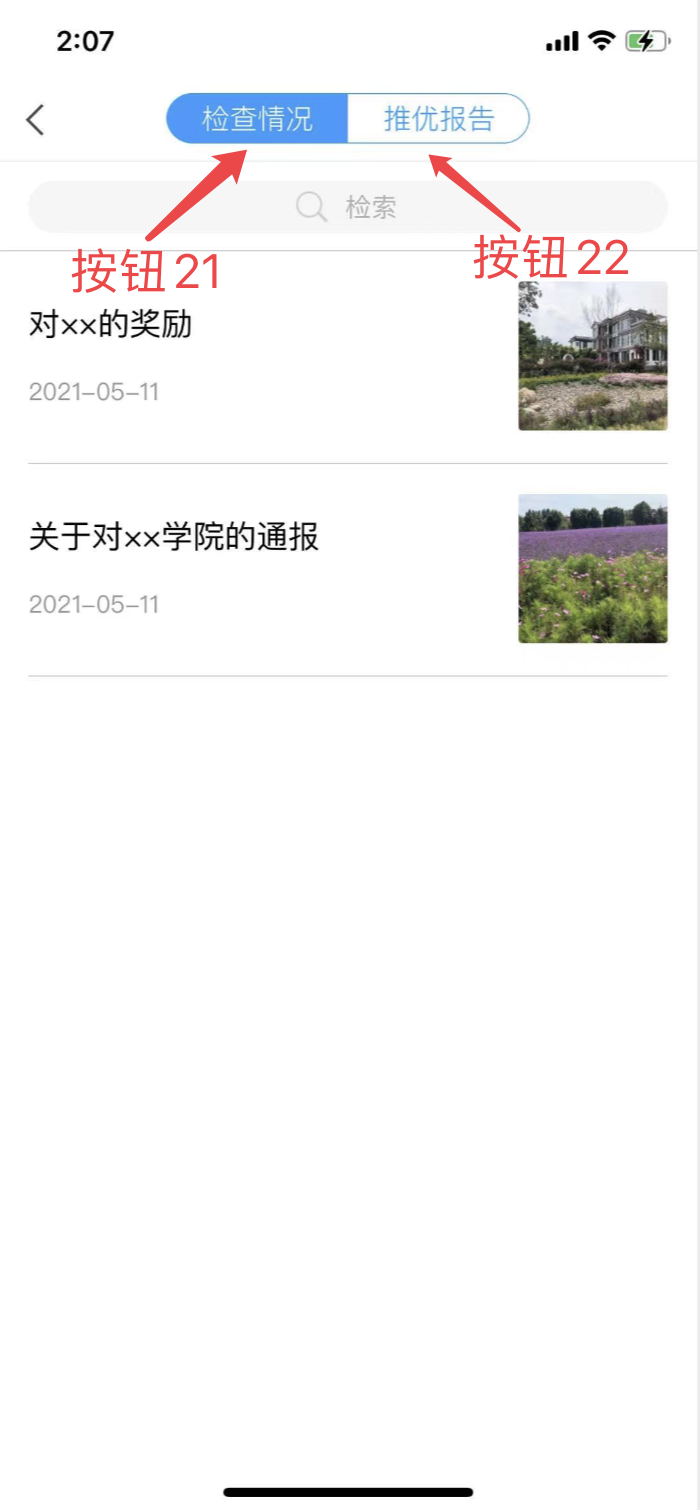 2:07
检查情况 推优报告
检索
按钮21 按钮22
对××的奖励
2021-05-11
关于对××学院的通报
2021-05-11